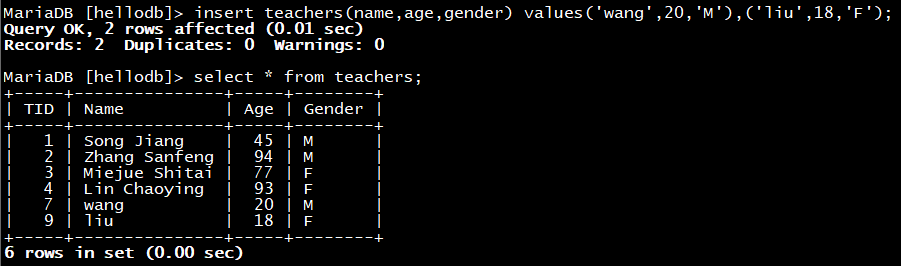 MariaDB [hellodb]> insert teachers(name,age,gender) values('wang',20,'M'),('liu',18,'F');
Query OK, 2 rows affected (0.01 sec)
Records: 2  Duplicates: 0  Warnings: 0

MariaDB [hellodb]> select * from teachers;
+-----+---------------+-----+--------+
| TID | Name          | Age | Gender |
+-----+---------------+-----+--------+
|   1 | Song Jiang    |  45 | M      |
|   2 | Zhang Sanfeng |  94 | M      |
|   3 | Miejue Shitai |  77 | F      |
|   4 | Lin Chaoying  |  93 | F      |
|   7 | wang          |  20 | M      |
|   9 | liu           |  18 | F      |
+-----+---------------+-----+--------+
6 rows in set (0.00 sec)